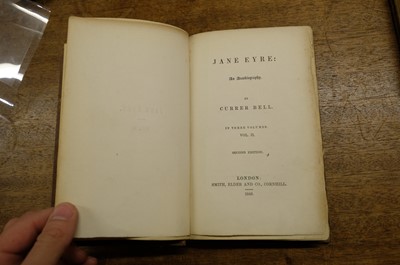 JANE EYRE:
An Autobiography.
BY
CURRER BELL.
IN THREE VOLUMES.
VOL. II.
SECOND EDITION.
LONDON:
SMITH, ELDER AND CO., CORNHILL.
1848.